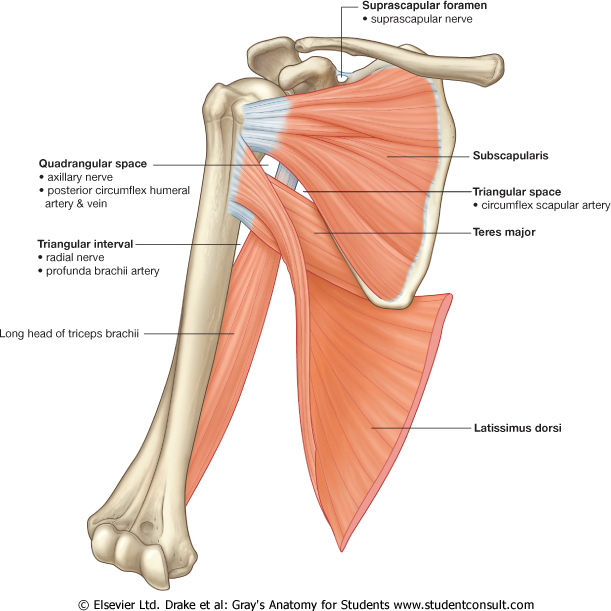 Suprascapular foramen
• suprascapular nerve
Quadrangular space
• axillary nerve
• posterior circumflex humeral
artery & vein
Triangular interval
• radial nerve
• profunda brachii artery
Long head of triceps brachii
Subscapularis
Triangular space
• circumflex scapular artery
Teres major
Latissimus dorsi
© Elsevier Ltd. Drake et al: Gray's Anatomy for Students www.studentconsult.com